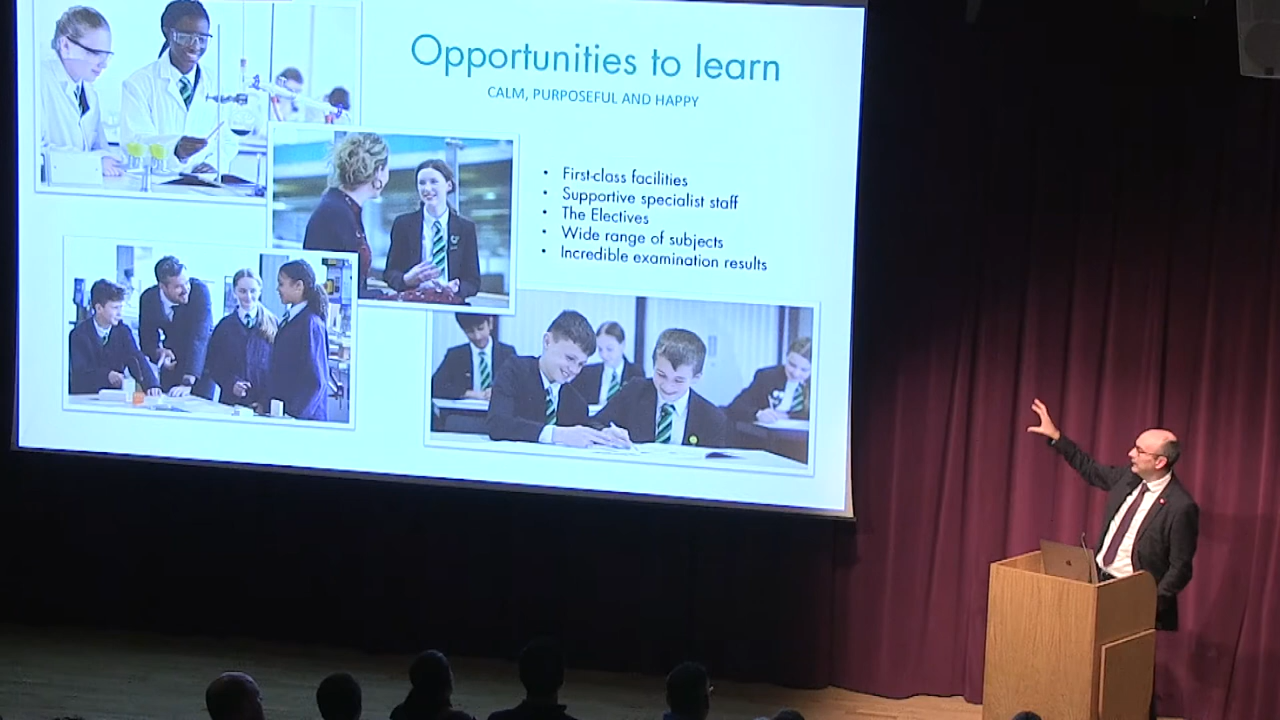 Opportunities to learn
CALM, PURPOSEFUL AND HAPPY
• First-class facilities
• Supportive specialist staff
• The Electives
• Wide range of subjects
• Incredible examination results